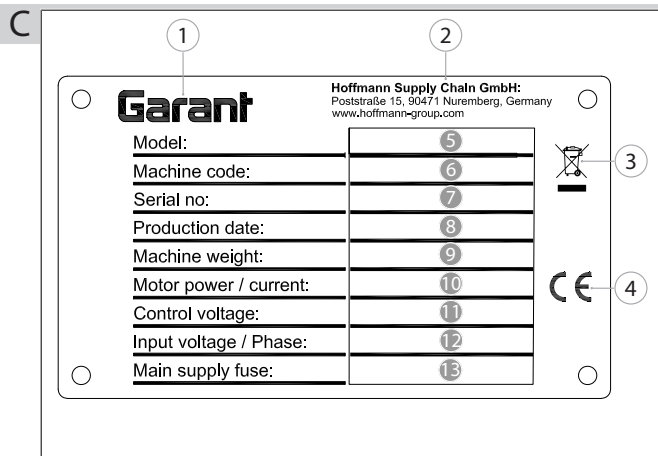 C
1
2
Garant
Hoffmann Supply Chain GmbH:
Poststraße 15, 90471 Nuremberg, Germany
www.hoffmann-group.com
Model: 5
3
Machine code: 6
Serial no: 7
Production date: 8
Machine weight: 9
Motor power / current: 10
CE 4
Control voltage: 11
Input voltage / Phase: 12
Main supply fuse: 13